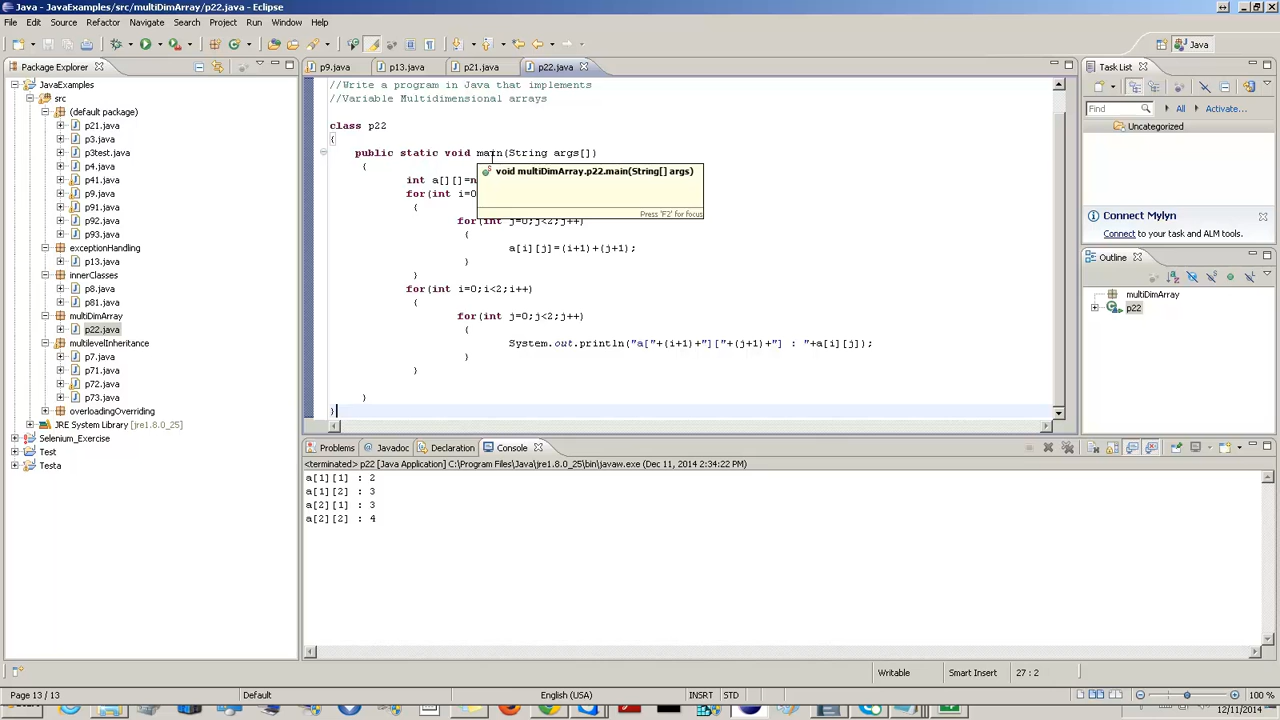 Java - JavaExamples/src/multiDimArray/p22.java - Eclipse
File Edit Source Refactor Navigate Search Project Run Window Help
Java
Package Explorer
p9.java p13.java p21.java p22.java
Task List
JavaExamples
src
(default package)
p21.java
p3.java
p3test.java
p4.java
p41.java
p9.java
p91.java
p92.java
p93.java
exceptionHandling
p13.java
innerClasses
p8.java
p81.java
multiDimArray
p22.java
multilevelInheritance
p7.java
p71.java
p72.java
p73.java
overloadingOverriding
JRE System Library [jre1.8.0_25]
Selenium_Exercise
Test
Testa
//Write a program in Java that implements
//Variable Multidimensional arrays
class p22
{
public static void main(String args[])
{
int a[][]=n
for(int i=0
{
for(int j=0;j<2;j++)
{
a[i][j]=(i+1)+(j+1);
}
}
for(int i=0;i<2;i++)
{
for(int j=0;j<2;j++)
{
System.out.println("a["+(i+1)+"]["+(j+1)+"] : "+a[i][j]);
}
}
}
}
void multiDimArray.p22.main(String[] args)
Press 'F2' for focus
Find All Activate...
Uncategorized
Connect Mylyn
Connect to your task and ALM tools.
Outline
multiDimArray
p22
Problems Javadoc Declaration Console
<terminated> p22 [Java Application] C:\Program Files\Java\jre1.8.0_25\bin\javaw.exe (Dec 11, 2014 2:34:22 PM)
a[1][1] : 2
a[1][2] : 3
a[2][1] : 3
a[2][2] : 4
Writable Smart Insert 27 : 2
Page 13 / 13 Default English (USA) INSRT STD 100 %
12/11/2014